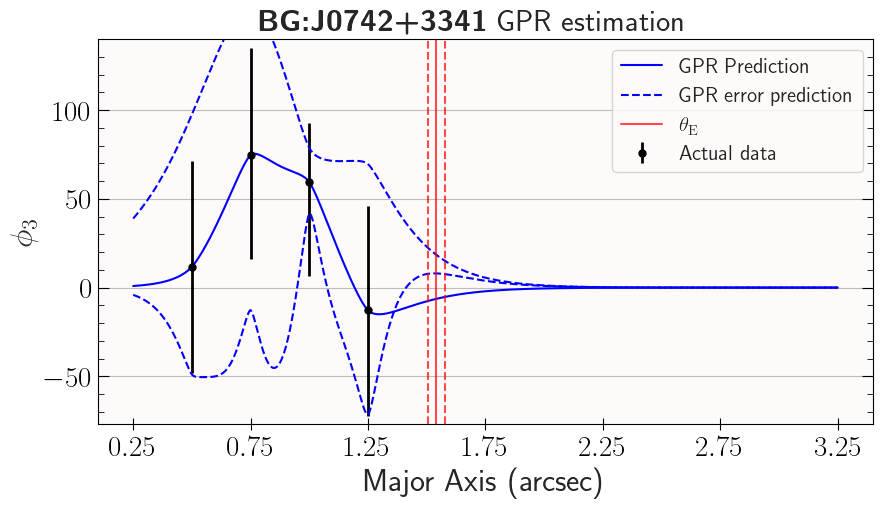 BG:J0742+3341 GPR estimation
GPR Prediction
GPR error prediction
θE
Actual data
100
50
0
−50
ϕ3
0.25 0.75 1.25 1.75 2.25 2.75 3.25
Major Axis (arcsec)